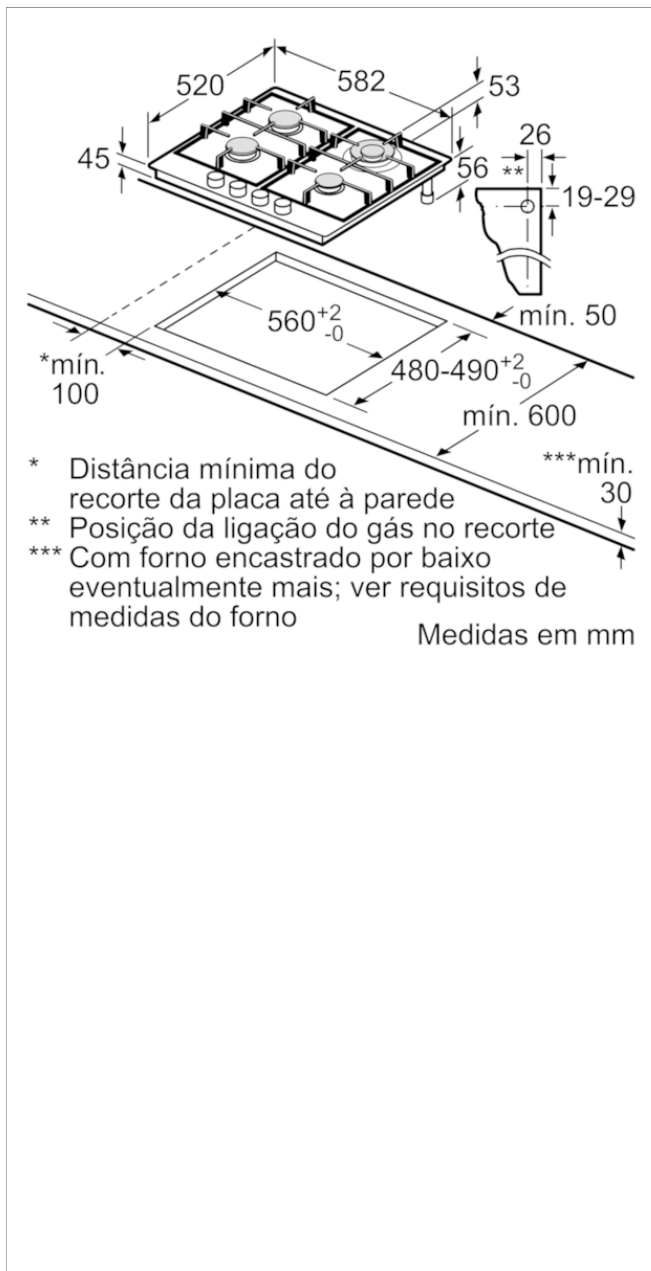 520
582
53
45
56
26
**
19-29
560+2 -0
mín. 50
*mín.
100
480-490+2 -0
mín. 600
***mín.
30
* Distância mínima do
recorte da placa até à parede
** Posição da ligação do gás no recorte
*** Com forno encastrado por baixo
eventualmente mais; ver requisitos de
medidas do forno
Medidas em mm